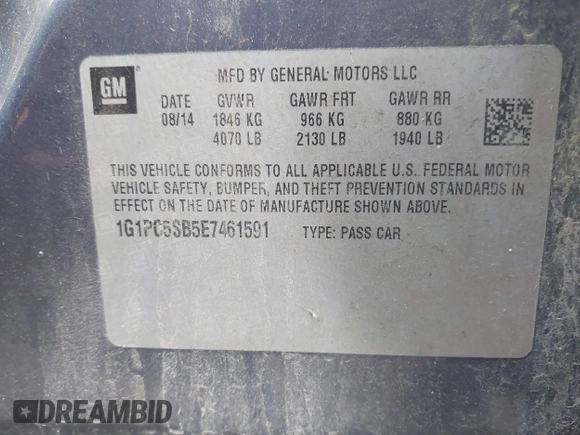 GM
MFD BY GENERAL MOTORS LLC
DATE GVWR GAWR FRT GAWR RR
08/14 1846 KG 966 KG 880 KG
4070 LB 2130 LB 1940 LB
THIS VEHICLE CONFORMS TO ALL APPLICABLE U.S. FEDERAL MOTOR
VEHICLE SAFETY, BUMPER, AND THEFT PREVENTION STANDARDS IN
EFFECT ON THE DATE OF MANUFACTURE SHOWN ABOVE.
1G1PC5SB5E7461591 TYPE: PASS CAR
DREAMBID